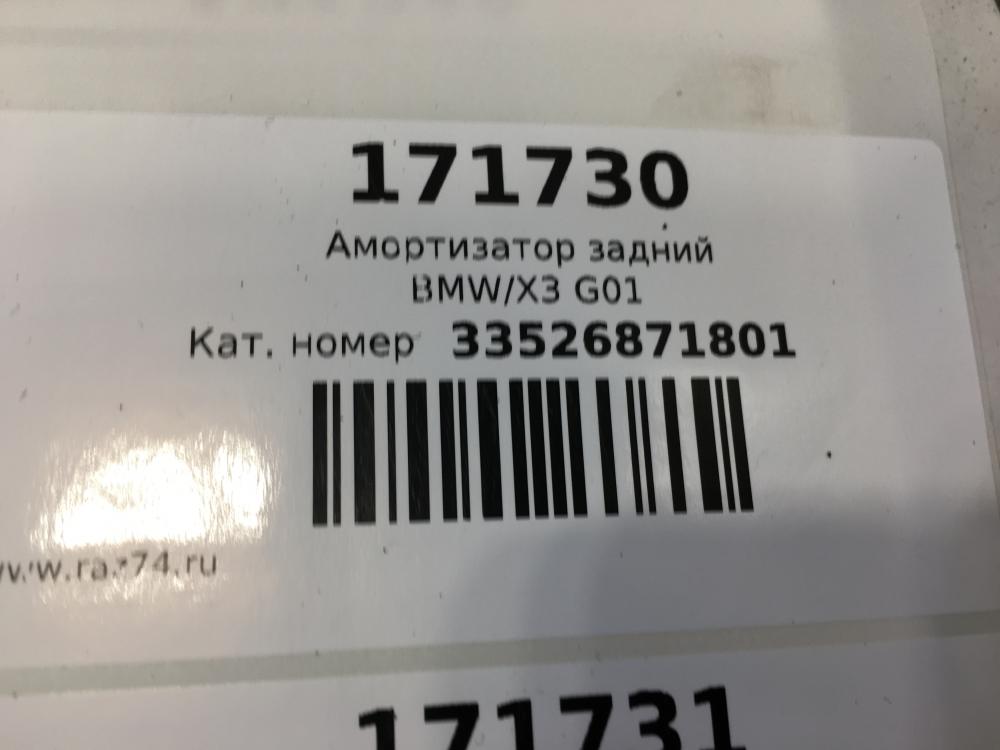 171730
Амортизатор задний
BMW/X3 G01
Кат. номер 33526871801
171731